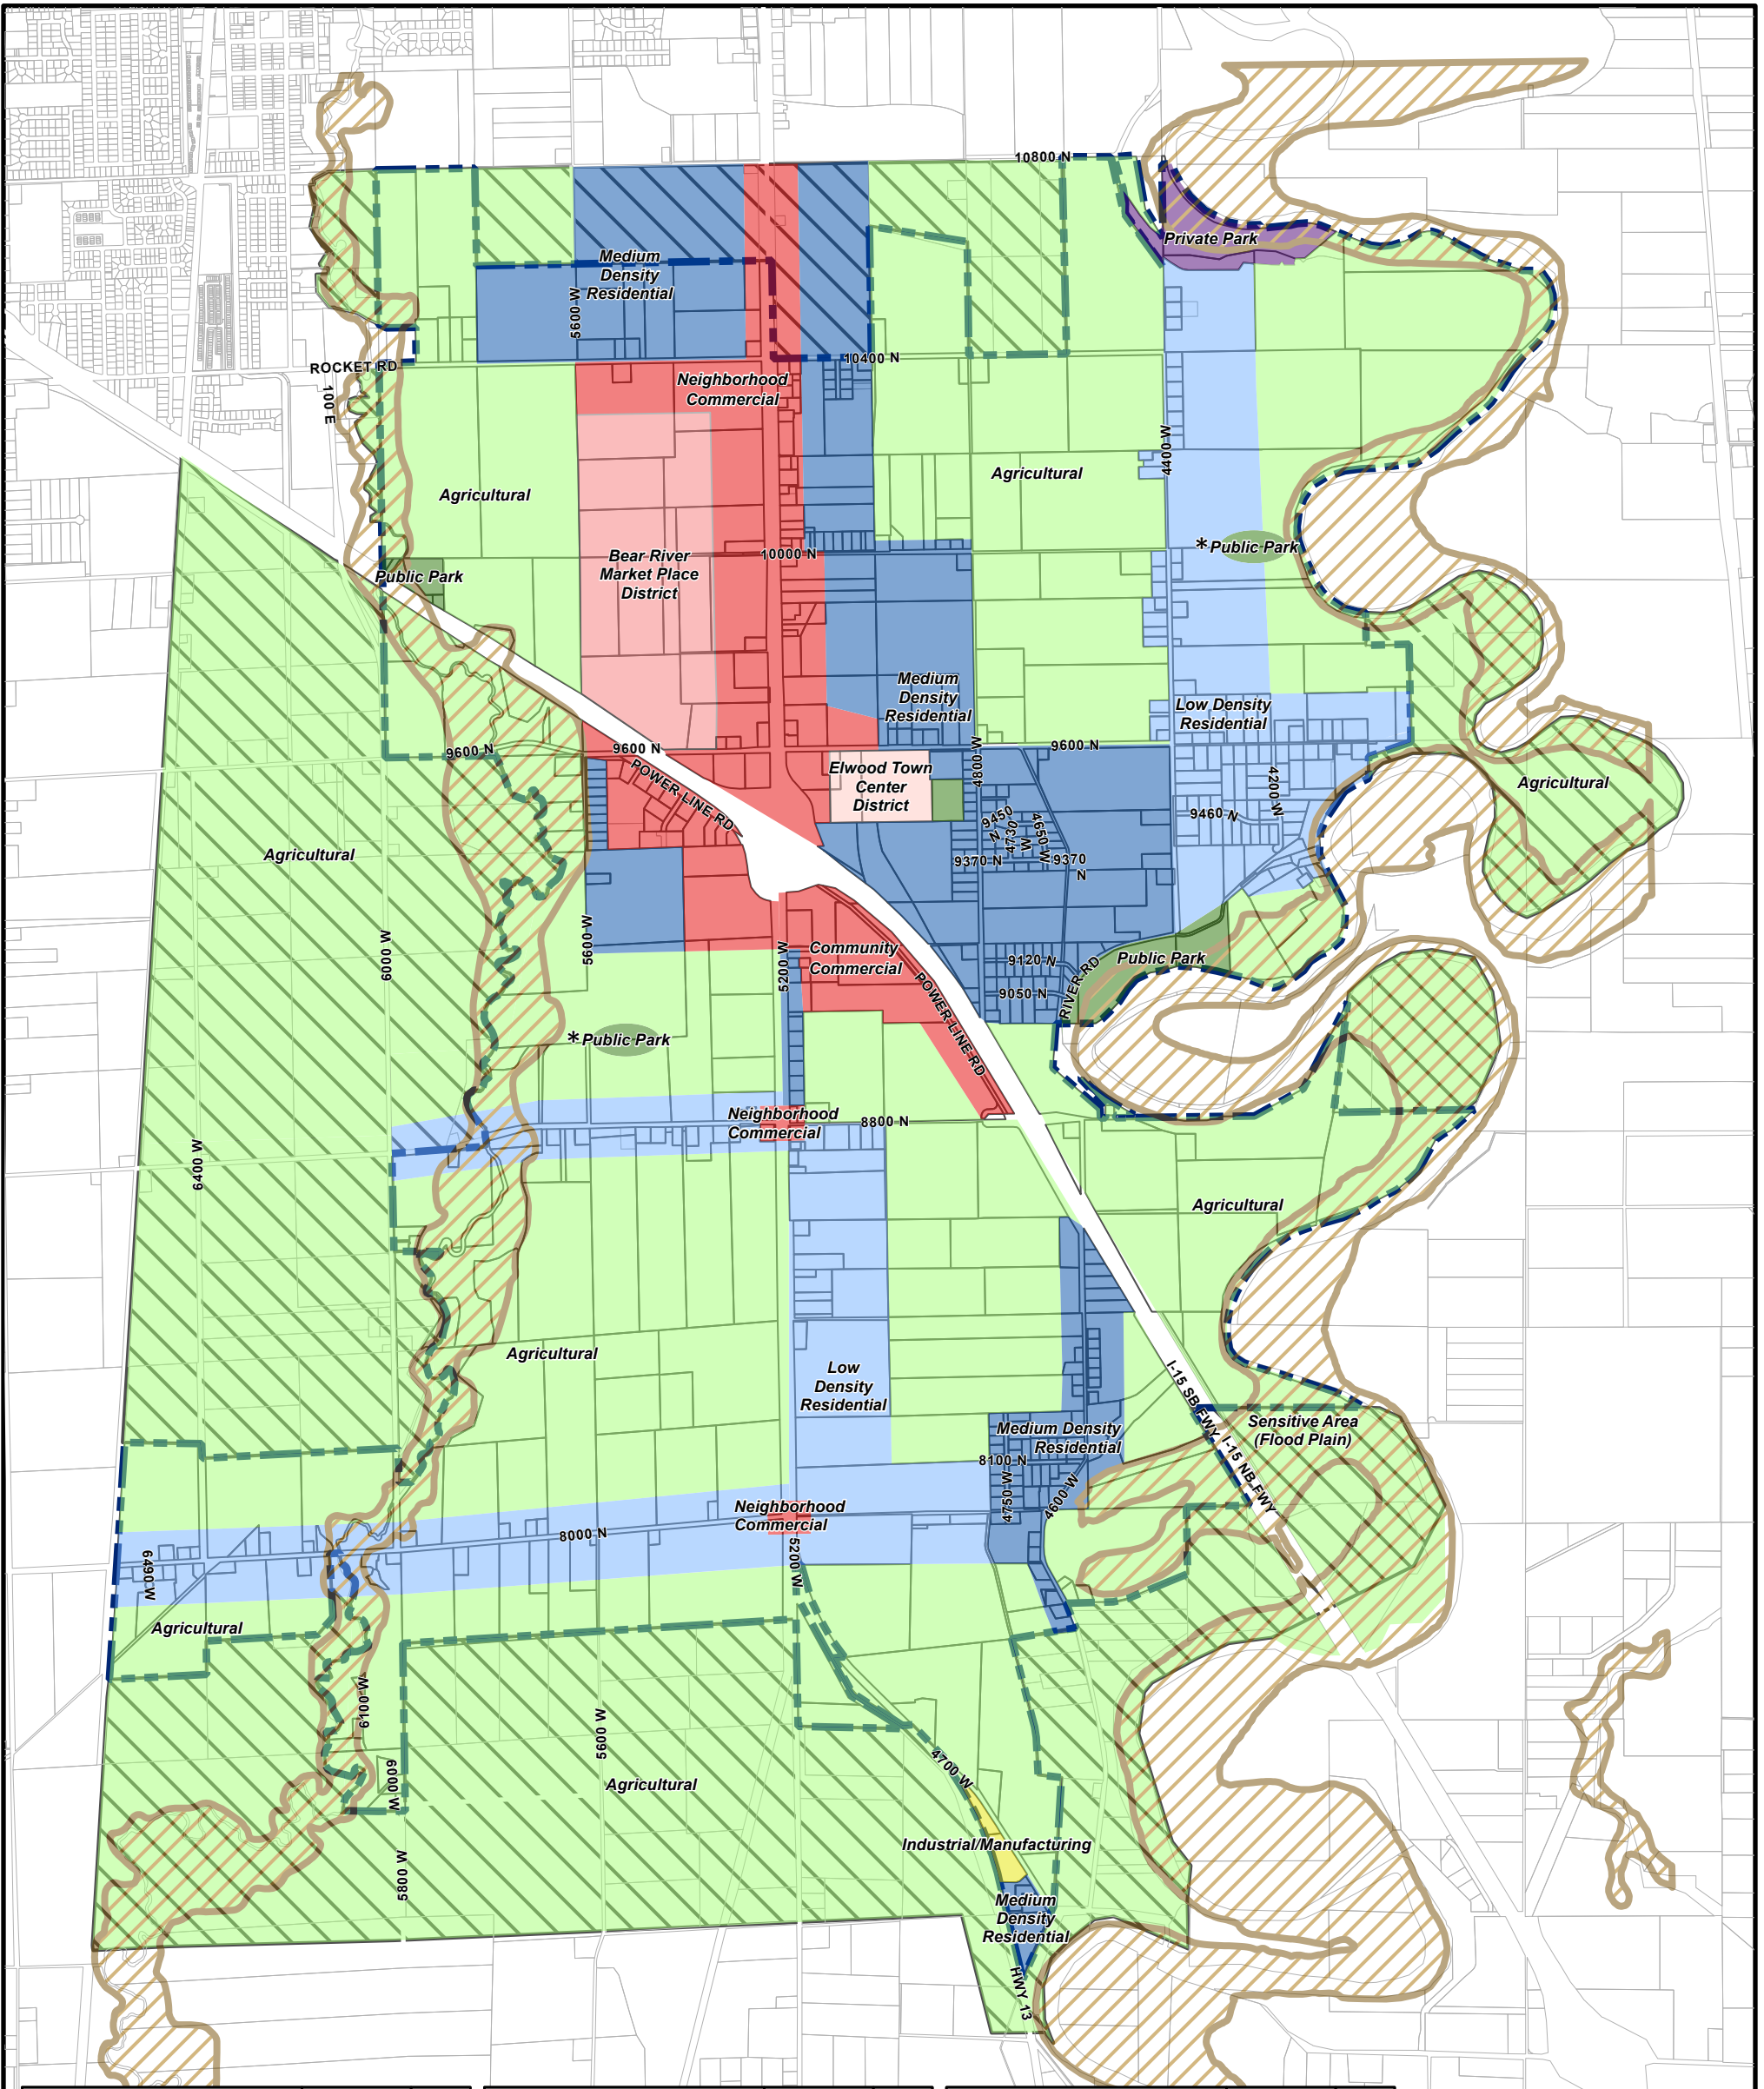 10800 N
Private Park
Medium
Density
Residential
5600 W
ROCKET RD
10400 N
100 E
Neighborhood
Commercial
4400 W
Agricultural
Agricultural
Bear River
Market Place
District
10000 N
* Public Park
Public Park
Medium
Density
Residential
Low Density
Residential
9600 N
9600 N
9600 N
4800 W
POWER LINE RD
Elwood Town
Center
District
4200 W
Agricultural
9450
N
4730
W
4650 N
W
9460 N
9370 N
9370
N
Agricultural
6000 W
5600 W
5200 W
Community
Commercial
9120 N
9050 N
RIVER RD
Public Park
POWER LINE RD
* Public Park
Neighborhood
Commercial
8800 N
6400 W
Agricultural
Agricultural
Low
Density
Residential
I-15 SB FWY
I-15 NB FWY
Sensitive Area
(Flood Plain)
Medium Density
Residential
8100 N
4750 W
4600 W
Neighborhood
Commercial
8000 N
5200 W
6490 W
Agricultural
6100 W
6000 W
5600 W
5800 W
Agricultural
4700 W
Industrial/Manufacturing
Medium
Density
Residential
HWY 13